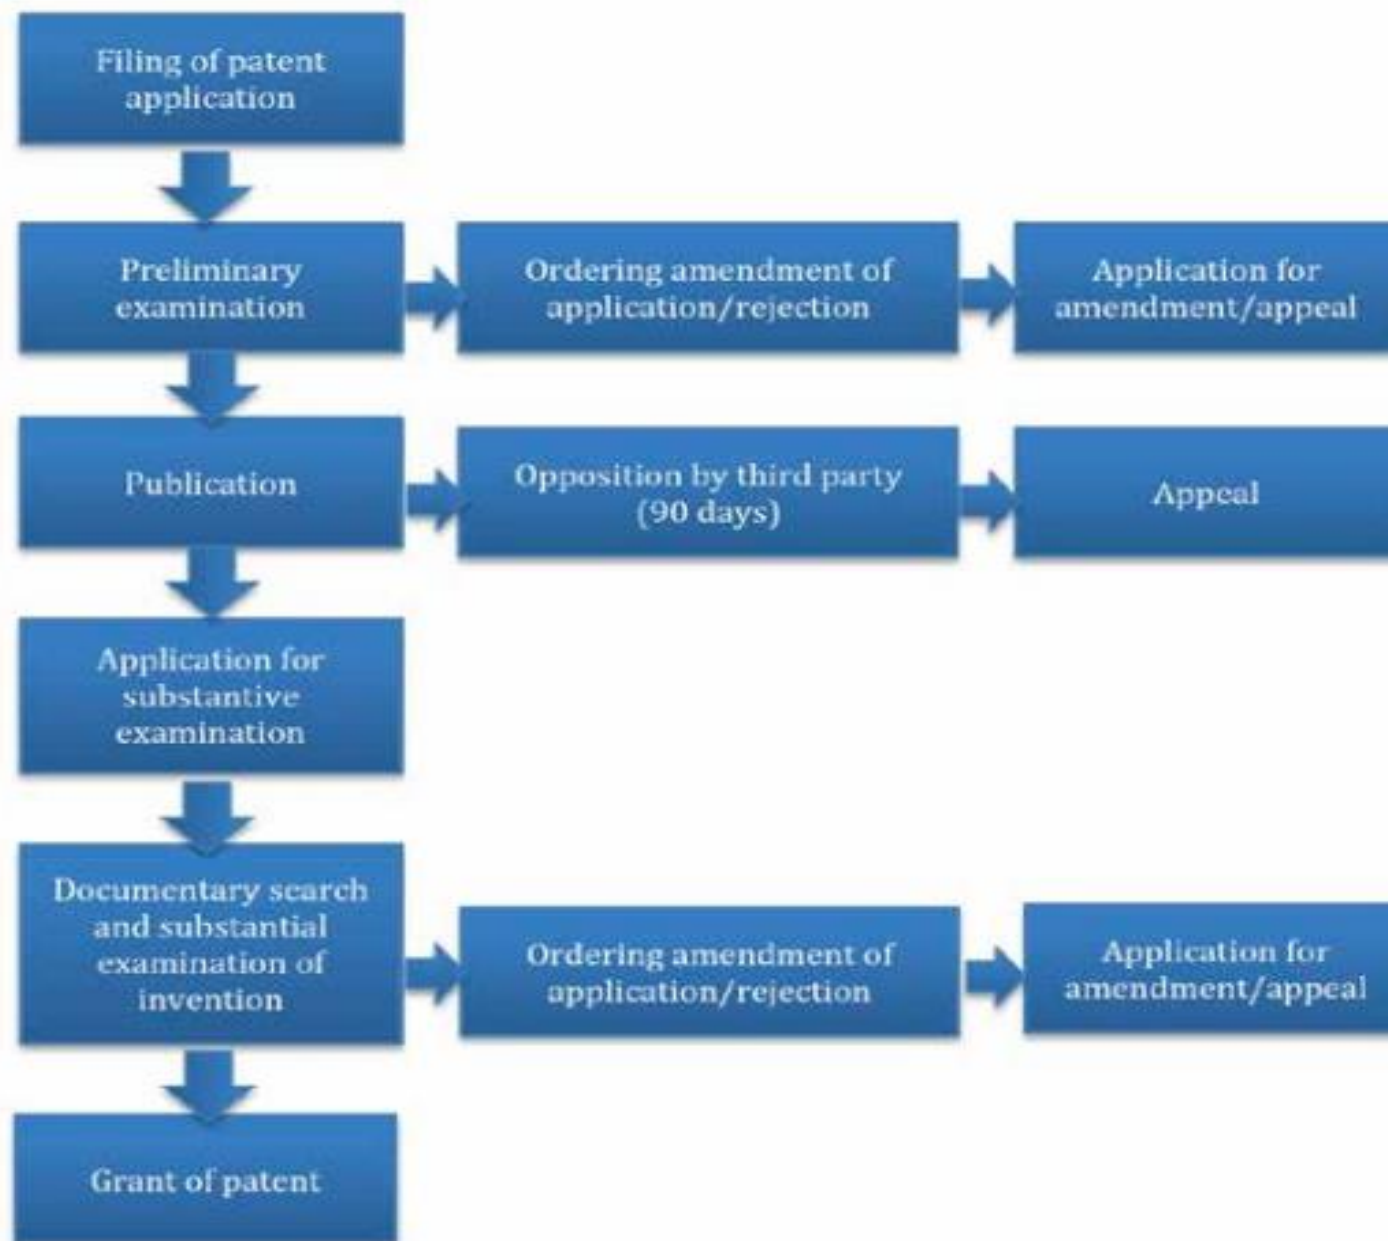 Filing of patent
application
Preliminary
examination
Ordering amendment of
application/rejection
Application for
amendment/appeal
Publication
Opposition by third party
(90 days)
Appeal
Application for
substantive
examination
Documentary search
and substantial
examination of
invention
Ordering amendment of
application/rejection
Application for
amendment/appeal
Grant of patent